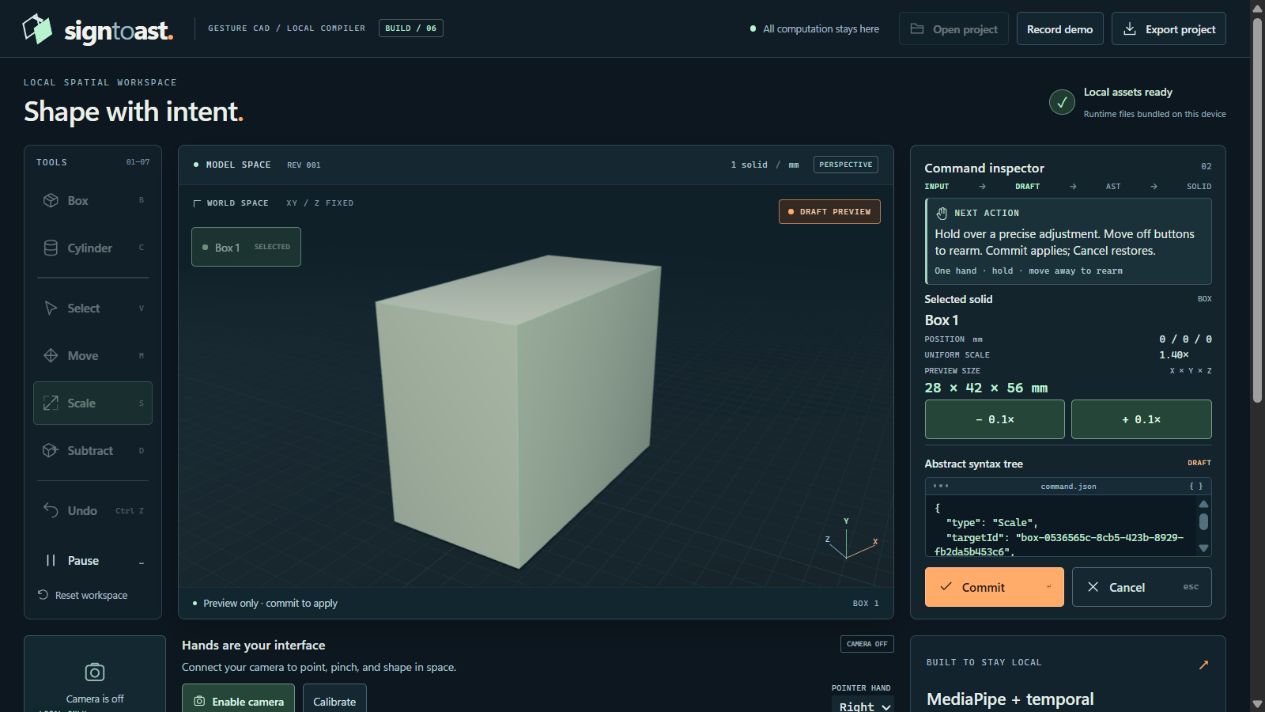 signtoast.
GESTURE CAD / LOCAL COMPILER
BUILD / 06
All computation stays here
Open project
Record demo
Export project
LOCAL SPATIAL WORKSPACE
Shape with intent.
Local assets ready
Runtime files bundled on this device
TOOLS 01–07
Box B
Cylinder C
Select V
Move M
Scale S
Subtract D
Undo Ctrl Z
Pause _
Reset workspace
MODEL SPACE REV 001
1 solid / mm PERSPECTIVE
WORLD SPACE XY / Z FIXED
DRAFT PREVIEW
Box 1 SELECTED
Y
Z
X
Preview only · commit to apply
BOX 1
Command inspector 02
INPUT → DRAFT → AST → SOLID
NEXT ACTION
Hold over a precise adjustment. Move off buttons
to rearm. Commit applies; Cancel restores.
One hand · hold · move away to rearm
Selected solid BOX
Box 1
POSITION mm 0 / 0 / 0
UNIFORM SCALE 1.40×
PREVIEW SIZE X × Y × Z
28 × 42 × 56 mm
− 0.1×
+ 0.1×
Abstract syntax tree DRAFT
command.json { }
{
"type": "Scale",
"targetId": "box-0536565c-8cb5-423b-8929-
fb2da5b453c6",
Commit ↵
Cancel esc
Camera is off
Hands are your interface
CAMERA OFF
Connect your camera to point, pinch, and shape in space.
Enable camera
Calibrate
POINTER HAND
Right
BUILT TO STAY LOCAL
MediaPipe + temporal